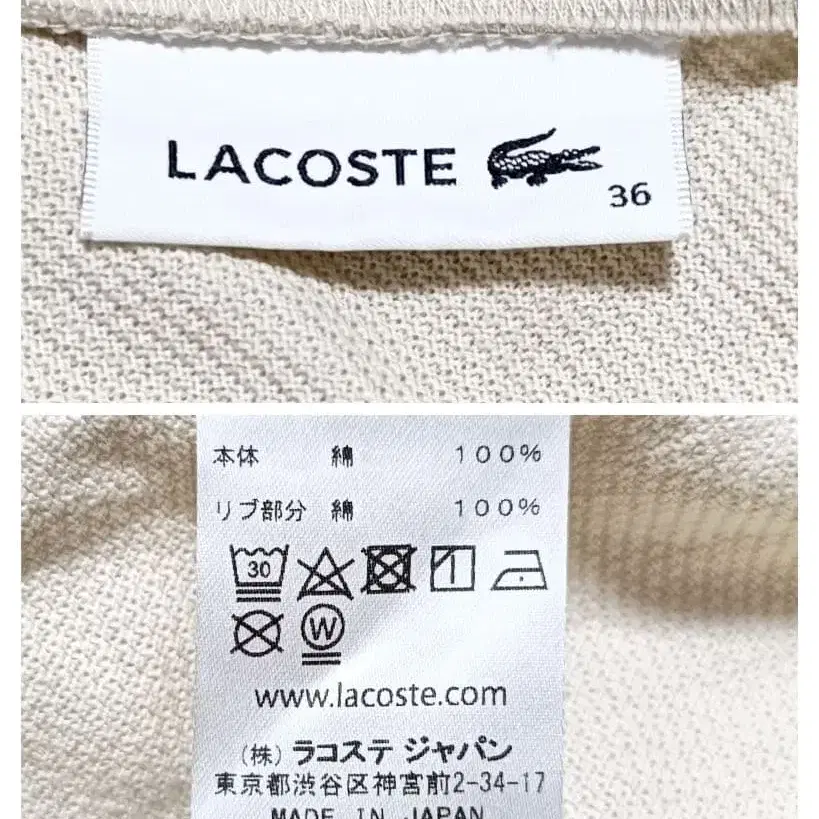 LACOSTE
36
本体 綿 100%
リブ部分 綿 100%
30
W
www.lacoste.com
(株) ラコステ ジャパン
東京都渋谷区神宮前2-34-17
MADE IN JAPAN